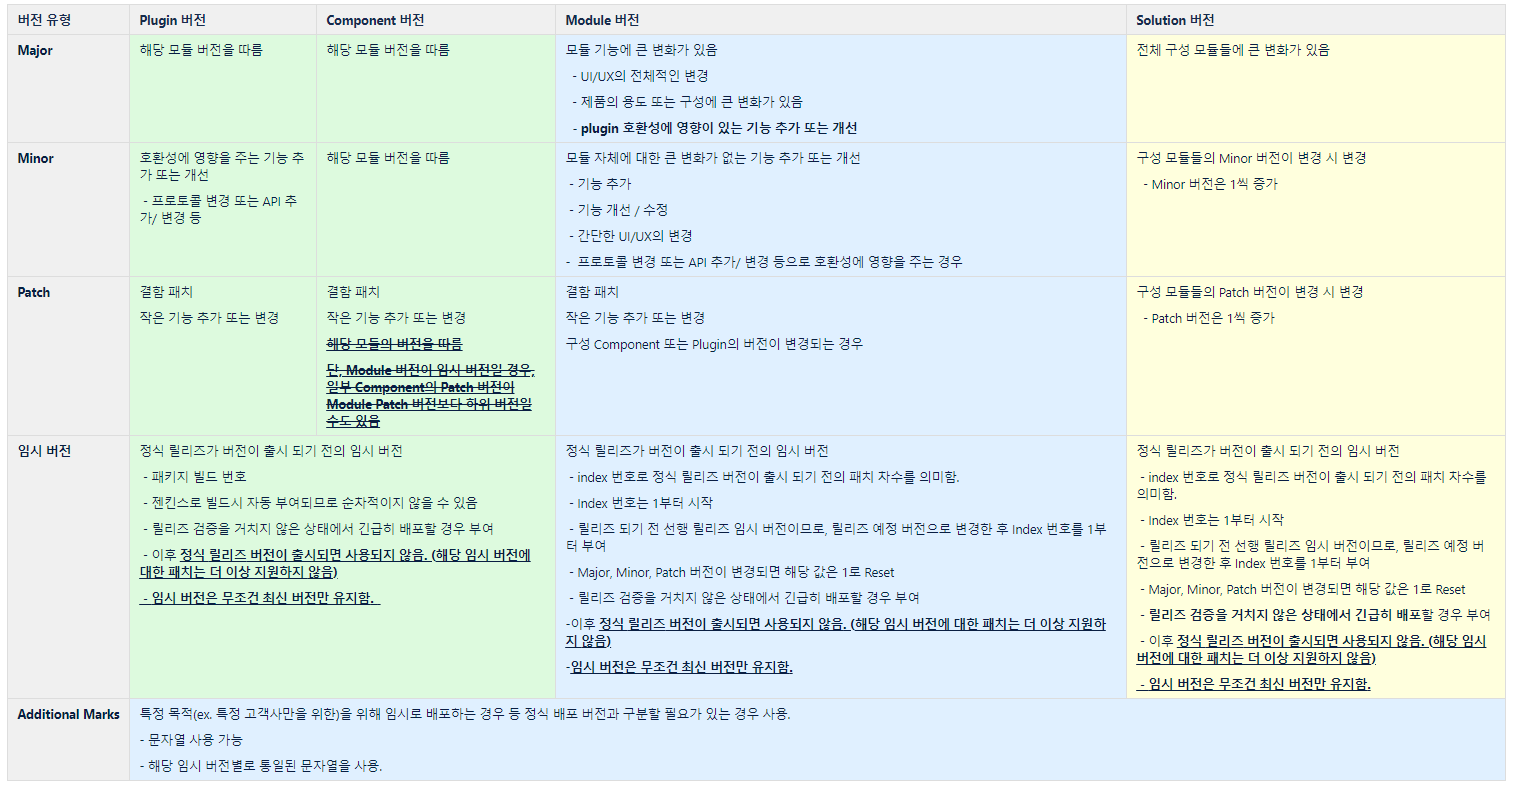 버전 유형
Plugin 버전
Component 버전
Module 버전
Solution 버전
Major
해당 모듈 버전을 따름
해당 모듈 버전을 따름
모듈 기능에 큰 변화가 있음
- UI/UX의 전체적인 변경
- 제품의 용도 또는 구성에 큰 변화가 있음
- plugin 호환성에 영향이 있는 기능 추가 또는 개선
전체 구성 모듈들에 큰 변화가 있음
Minor
호환성에 영향을 주는 기능 추
가 또는 개선
- 프로토콜 변경 또는 API 추
가/ 변경 등
해당 모듈 버전을 따름
모듈 자체에 대한 큰 변화가 없는 기능 추가 또는 개선
- 기능 추가
- 기능 개선 / 수정
- 간단한 UI/UX의 변경
- 프로토콜 변경 또는 API 추가/ 변경 등으로 호환성에 영향을 주는 경우
구성 모듈들의 Minor 버전이 변경 시 변경
- Minor 버전은 1씩 증가
Patch
결함 패치
작은 기능 추가 또는 변경
결함 패치
작은 기능 추가 또는 변경
해당 모듈의 버전을 따름
단, Module 버전이 임시 버전일 경우,
일부 Component의 Patch 버전이
Module Patch 버전보다 하위 버전일
수도 있음
결함 패치
작은 기능 추가 또는 변경
구성 Component 또는 Plugin의 버전이 변경되는 경우
구성 모듈들의 Patch 버전이 변경 시 변경
- Patch 버전은 1씩 증가
임시 버전
정식 릴리즈가 버전이 출시 되기 전의 임시 버전
- 패키지 빌드 번호
- 젠킨스로 빌드시 자동 부여되므로 순차적이지 않을 수 있음
- 릴리즈 검증을 거치지 않은 상태에서 긴급히 배포할 경우 부여
- 이후 정식 릴리즈 버전이 출시되면 사용되지 않음. (해당 임시 버전에
대한 패치는 더 이상 지원하지 않음)
- 임시 버전은 무조건 최신 버전만 유지함.
정식 릴리즈가 버전이 출시 되기 전의 임시 버전
- index 번호로 정식 릴리즈 버전이 출시 되기 전의 패치 차수를 의미함.
- Index 번호는 1부터 시작
- 릴리즈 되기 전 선행 릴리즈 임시 버전이므로, 릴리즈 예정 버전으로 변경한 후 Index 번호를 1부
터 부여
- Major, Minor, Patch 버전이 변경되면 해당 값은 1로 Reset
- 릴리즈 검증을 거치지 않은 상태에서 긴급히 배포할 경우 부여
-이후 정식 릴리즈 버전이 출시되면 사용되지 않음. (해당 임시 버전에 대한 패치는 더 이상 지원하
지 않음)
-임시 버전은 무조건 최신 버전만 유지함.
정식 릴리즈가 버전이 출시 되기 전의 임시 버전
- index 번호로 정식 릴리즈 버전이 출시 되기 전의 패치 차수를
의미함.
- Index 번호는 1부터 시작
- 릴리즈 되기 전 선행 릴리즈 임시 버전이므로, 릴리즈 예정 버
전으로 변경한 후 Index 번호를 1부터 부여
- Major, Minor, Patch 버전이 변경되면 해당 값은 1로 Reset
- 릴리즈 검증을 거치지 않은 상태에서 긴급히 배포할 경우 부여
- 이후 정식 릴리즈 버전이 출시되면 사용되지 않음. (해당 임시
버전에 대한 패치는 더 이상 지원하지 않음)
- 임시 버전은 무조건 최신 버전만 유지함.
Additional Marks
특정 목적(ex. 특정 고객사만을 위한)을 위해 임시로 배포하는 경우 등 정식 배포 버전과 구분할 필요가 있는 경우 사용.
- 문자열 사용 가능
- 해당 임시 버전별로 통일된 문자열을 사용.